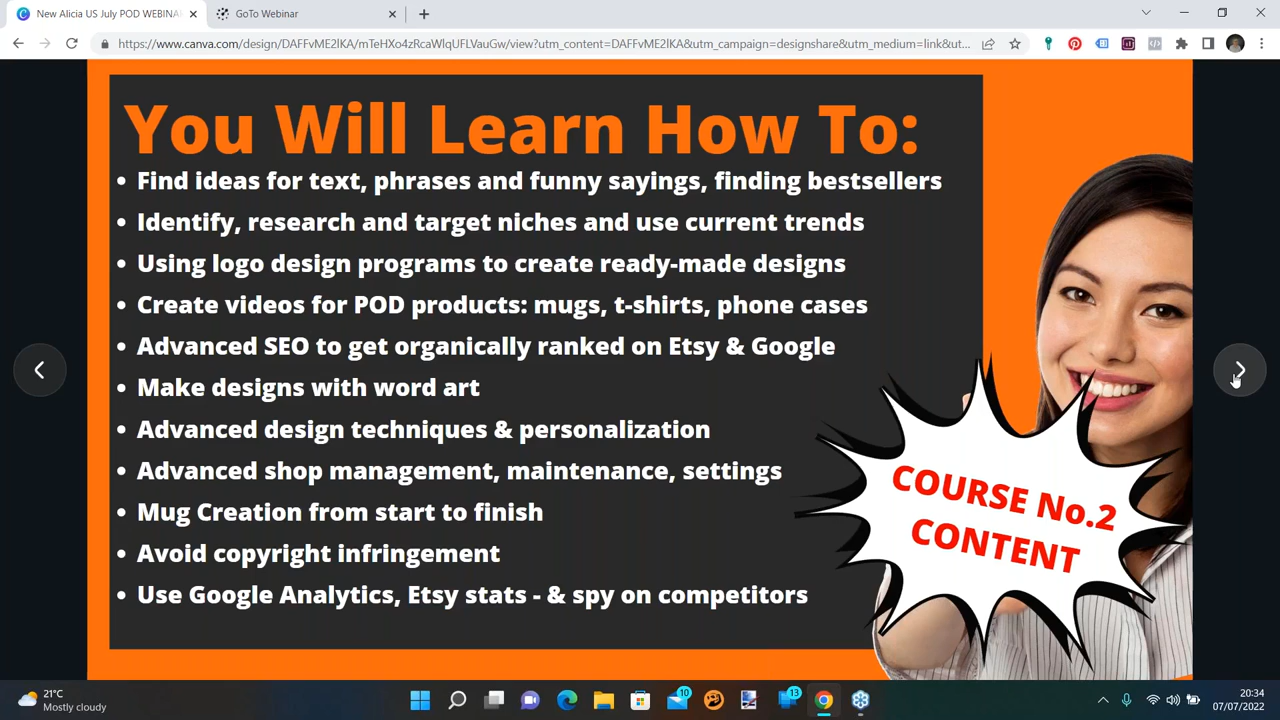 New Alicia US July POD WEBINA
GoTo Webinar
https://www.canva.com/design/DAFfvME2lKA/mTeHXo4zRaWlqTFLVauGw/view?utm_content=DAFfvME2lKA&utm_campaign=designshare&utm_medium=link&ut...
You Will Learn How To:
• Find ideas for text, phrases and funny sayings, finding bestsellers
• Identify, research and target niches and use current trends
• Using logo design programs to create ready-made designs
• Create videos for POD products: mugs, t-shirts, phone cases
• Advanced SEO to get organically ranked on Etsy & Google
• Make designs with word art
• Advanced design techniques & personalization
• Advanced shop management, maintenance, settings
• Mug Creation from start to finish
• Avoid copyright infringement
• Use Google Analytics, Etsy stats - & spy on competitors
COURSE No.2
CONTENT
21°C
Mostly cloudy
10
13
20:34
07/07/2022